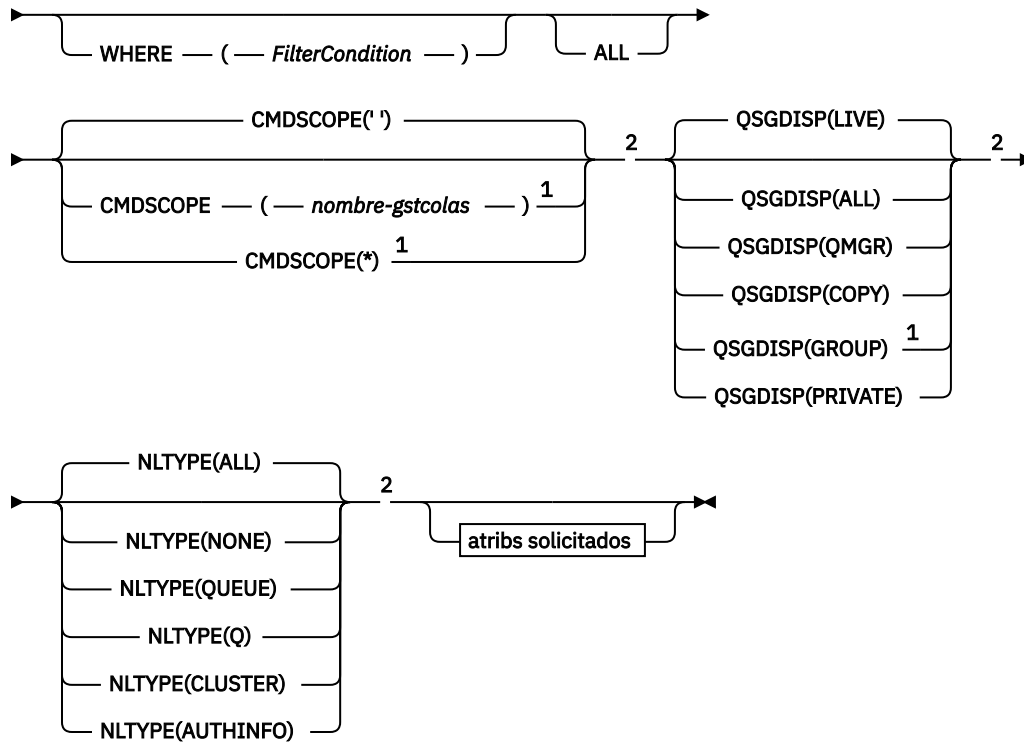 WHERE ( FilterCondition ) ALL
CMDSCOPE(' ') 2 QSGDISP(LIVE) 2
CMDSCOPE ( nombre-gstcolas ) 1
CMDSCOPE(*) 1
QSGDISP(ALL)
QSGDISP(QMGR)
QSGDISP(COPY)
QSGDISP(GROUP) 1
QSGDISP(PRIVATE)
NLTYPE(ALL) 2
NLTYPE(NONE)
NLTYPE(QUEUE)
NLTYPE(Q)
NLTYPE(CLUSTER)
NLTYPE(AUTHINFO)
atribs solicitados